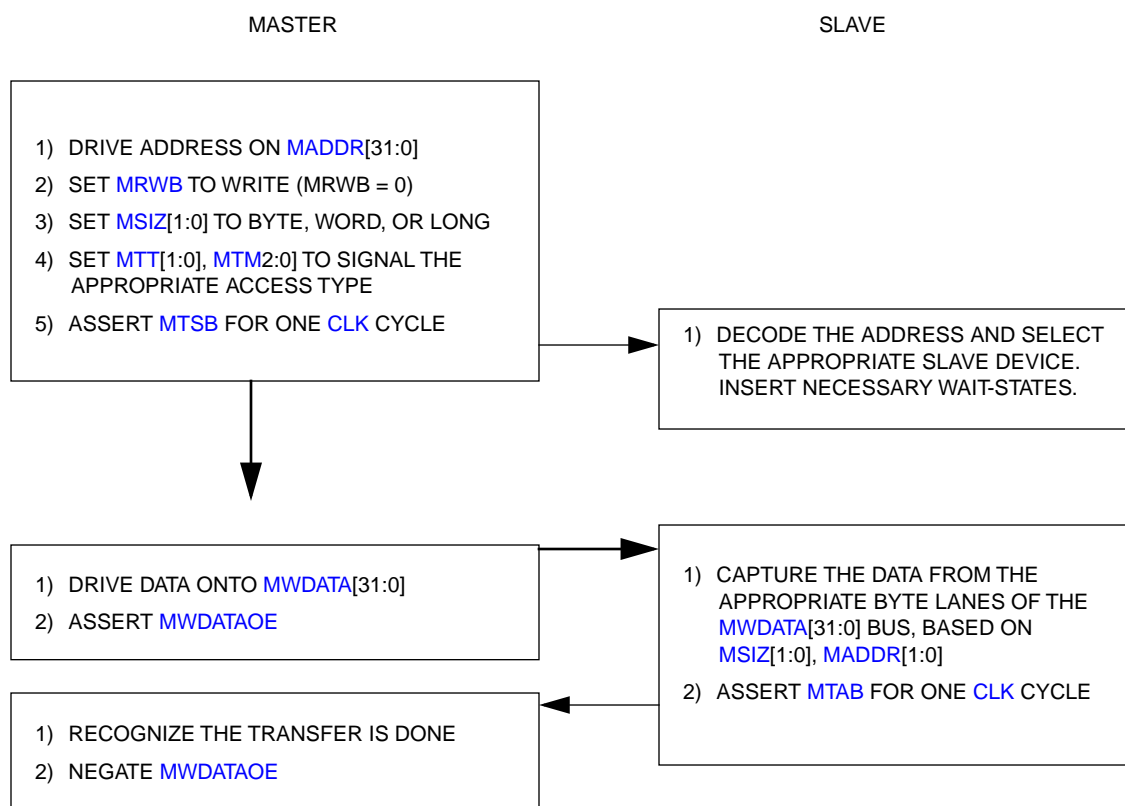 MASTER
SLAVE
1) DRIVE ADDRESS ON MADDR[31:0]
2) SET MRWB TO WRITE (MRWB = 0)
3) SET MSIZ[1:0] TO BYTE, WORD, OR LONG
4) SET MTT[1:0], MTM2:0] TO SIGNAL THE
APPROPRIATE ACCESS TYPE
5) ASSERT MTSB FOR ONE CLK CYCLE
1) DECODE THE ADDRESS AND SELECT
THE APPROPRIATE SLAVE DEVICE.
INSERT NECESSARY WAIT-STATES.
1) DRIVE DATA ONTO MWDATA[31:0]
2) ASSERT MWDATAOE
1) CAPTURE THE DATA FROM THE
APPROPRIATE BYTE LANES OF THE
MWDATA[31:0] BUS, BASED ON
MSIZ[1:0], MADDR[1:0]
2) ASSERT MTAB FOR ONE CLK CYCLE
1) RECOGNIZE THE TRANSFER IS DONE
2) NEGATE MWDATAOE